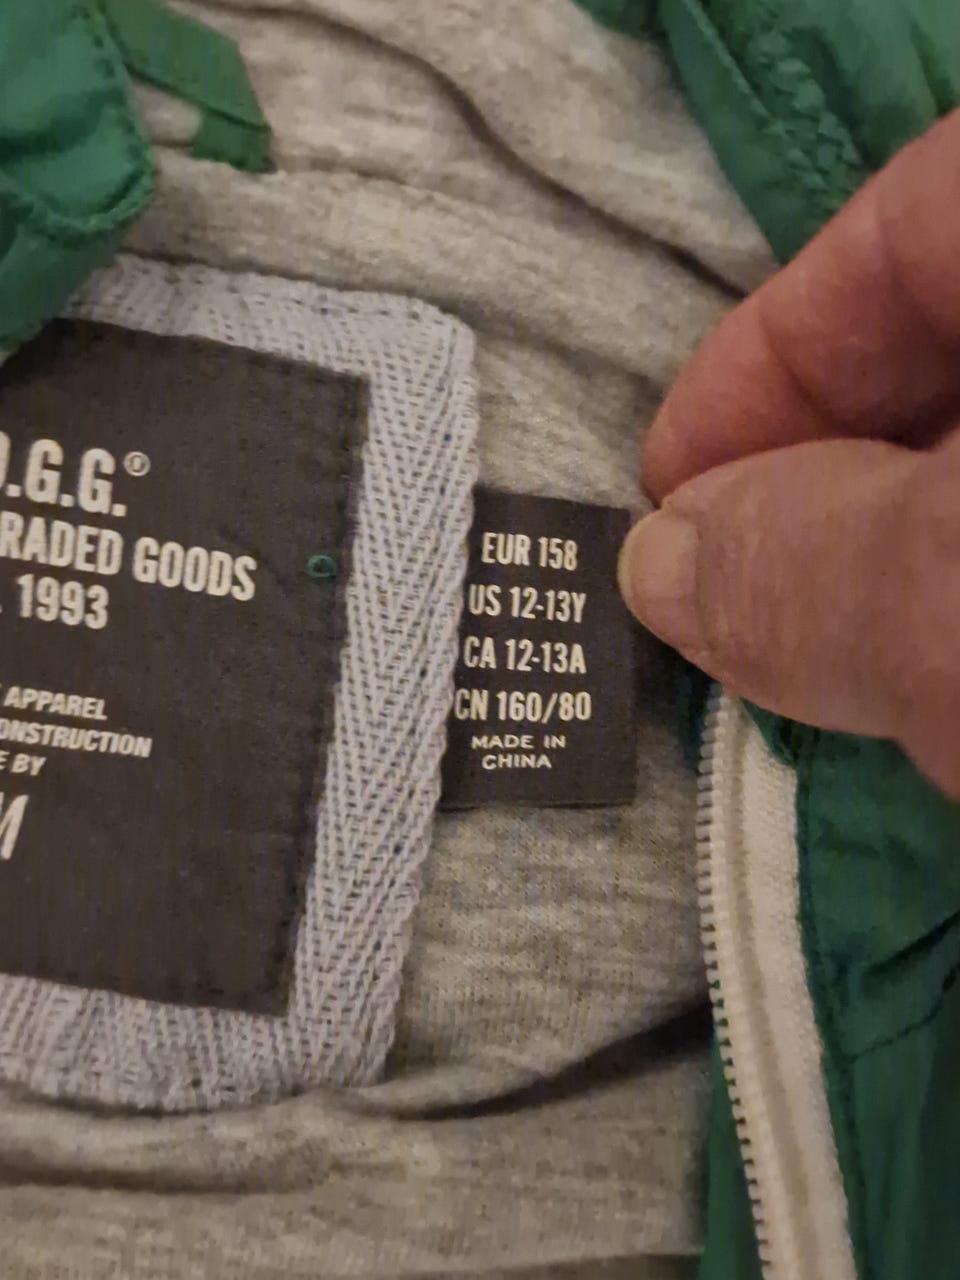 .G.G.®
RADED GOODS
. 1993
APPAREL
ONSTRUCTION
E BY
M
EUR 158
US 12-13Y
CA 12-13A
CN 160/80
MADE IN
CHINA